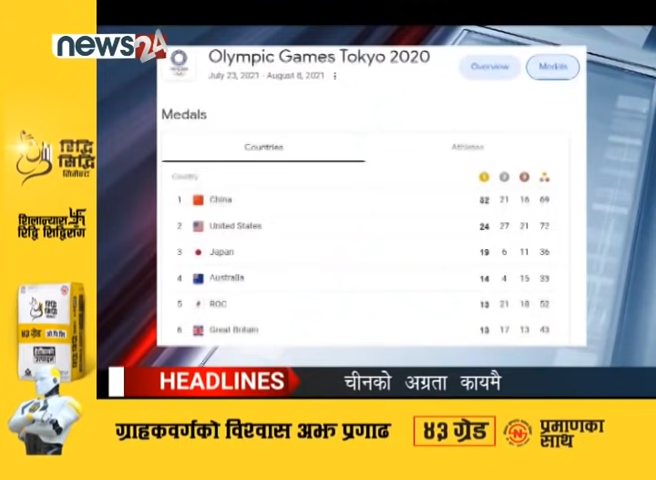 news24
Olympic Games Tokyo 2020
July 23, 2021 - August 8, 2021
Overview
Medals
Medals
Countries
Athletes
Country
1 2 3
1 China 32 21 16 69
2 United States 24 27 21 72
3 Japan 19 6 11 36
4 Australia 14 4 15 33
5 ROC 13 21 18 52
6 Great Britain 13 17 13 43
रिद्धि
सिद्धि
सिमेन्ट
शिलान्यास
रिद्धि सिद्धिसँग
HEADLINES
चीनको अग्रता कायमै
ग्राहकवर्गको विश्वास अझ प्रगाढ
४३ ग्रेड
प्रमाणका
साथ